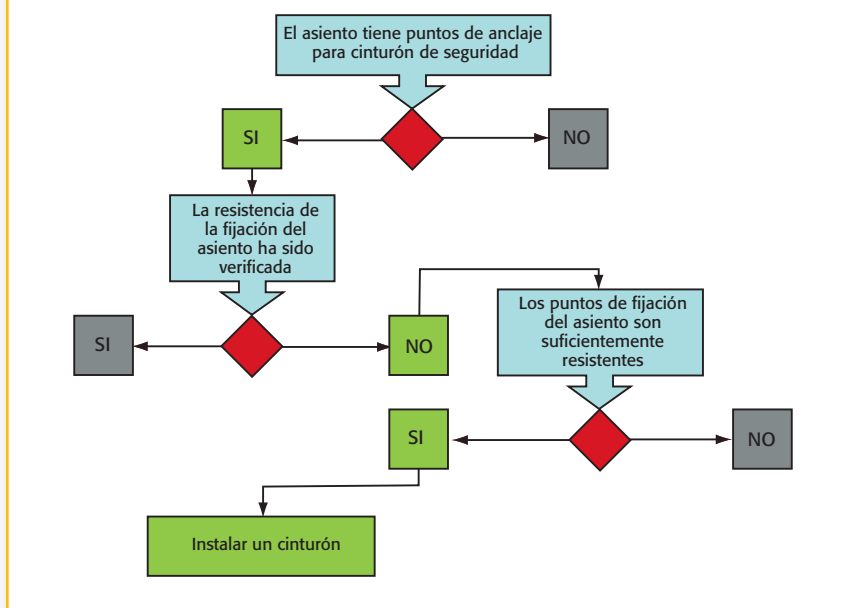 El asiento tiene puntos de anclaje
para cinturón de seguridad
SI
NO
La resistencia de
la fijación del
asiento ha sido
verificada
SI
NO
Los puntos de fijación
del asiento son
suficientemente
resistentes
SI
NO
Instalar un cinturón